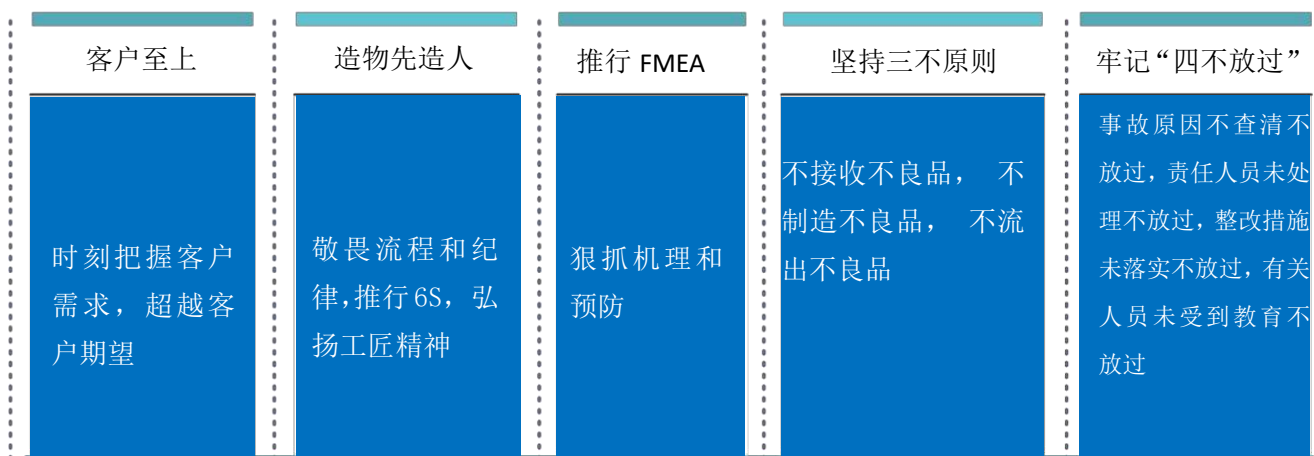 客户至上
时刻把握客户
需求，超越客
户期望
造物先造人
敬畏流程和纪
律,推行 6S，弘
扬工匠精神
推行 FMEA
狠抓机理和
预防
坚持三不原则
不接收不良品， 不
制造不良品， 不流
出不良品
牢记“四不放过”
事故原因不查清不
放过，责任人员未处
理不放过，整改措施
未落实不放过，有关
人员未受到教育不
放过